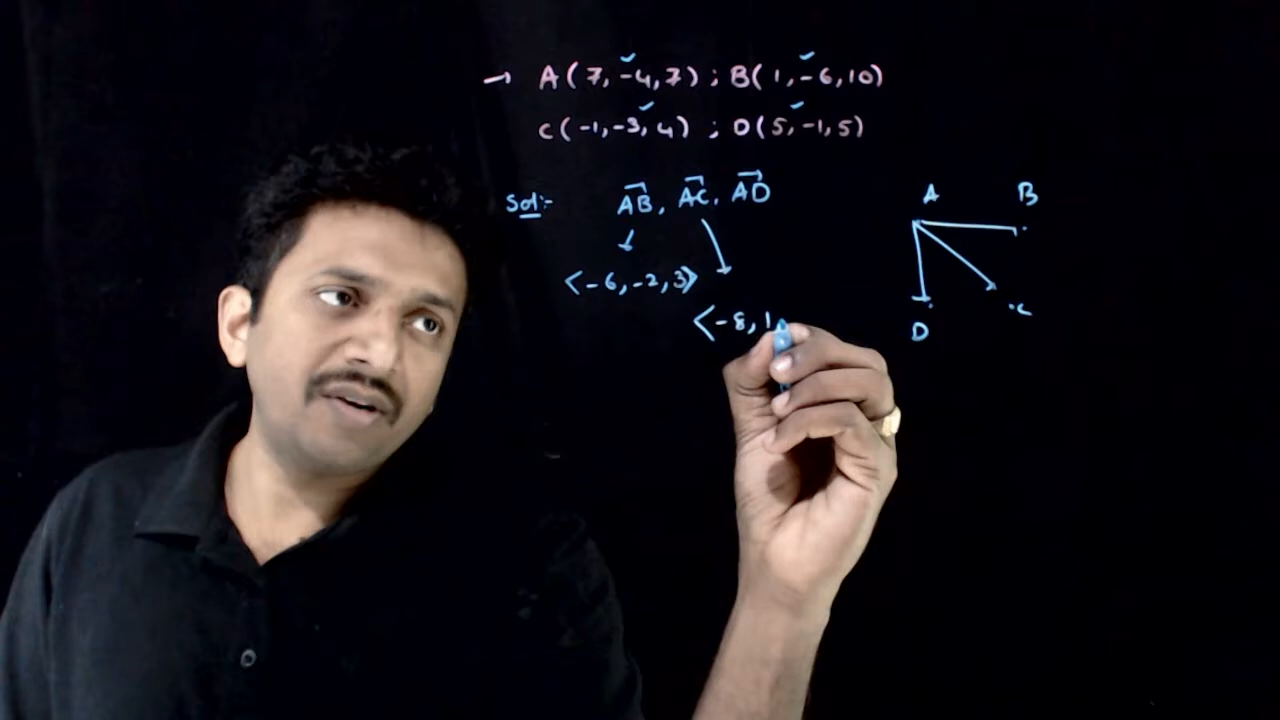 → A(7,-4,7) ; B(1,-6,10)
C(-1,-3,4) ; D(5,-1,5)
Sol:- AB, AC, AD
<-6,-2,3>
<-8,1,
A B
C
D